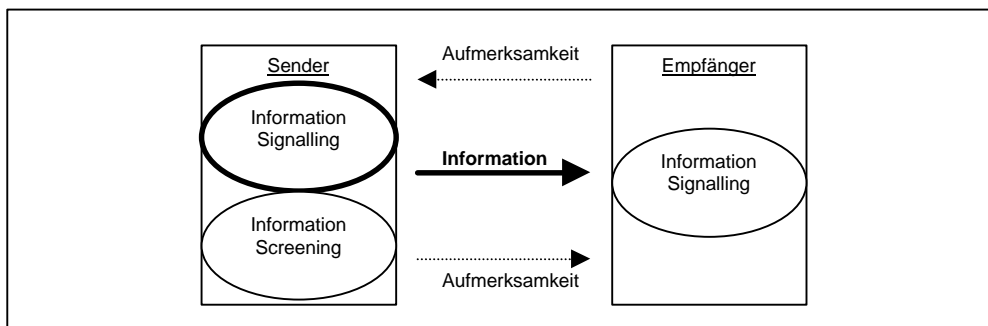 Sender
Information
Signalling
Information
Screening
Aufmerksamkeit
Information
Aufmerksamkeit
Empfänger
Information
Signalling